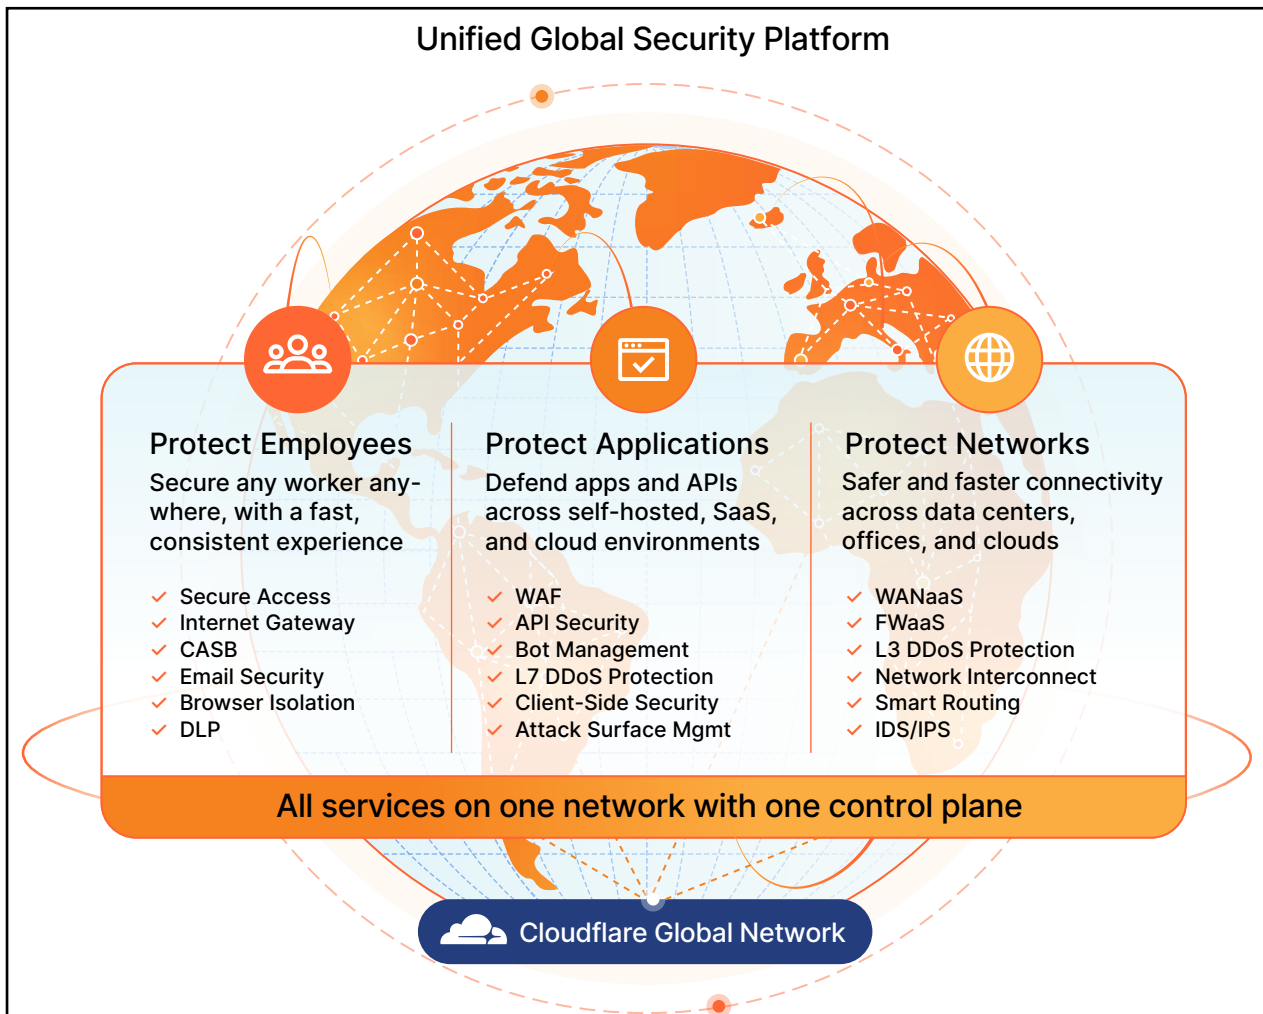 Unified Global Security Platform
Protect Employees
Secure any worker any-
where, with a fast,
consistent experience
Secure Access
Internet Gateway
CASB
Email Security
Browser Isolation
DLP
Protect Applications
Defend apps and APIs
across self-hosted, SaaS,
and cloud environments
WAF
API Security
Bot Management
L7 DDoS Protection
Client-Side Security
Attack Surface Mgmt
Protect Networks
Safer and faster connectivity
across data centers,
offices, and clouds
WANaaS
FWaaS
L3 DDoS Protection
Network Interconnect
Smart Routing
IDS/IPS
All services on one network with one control plane
Cloudflare Global Network